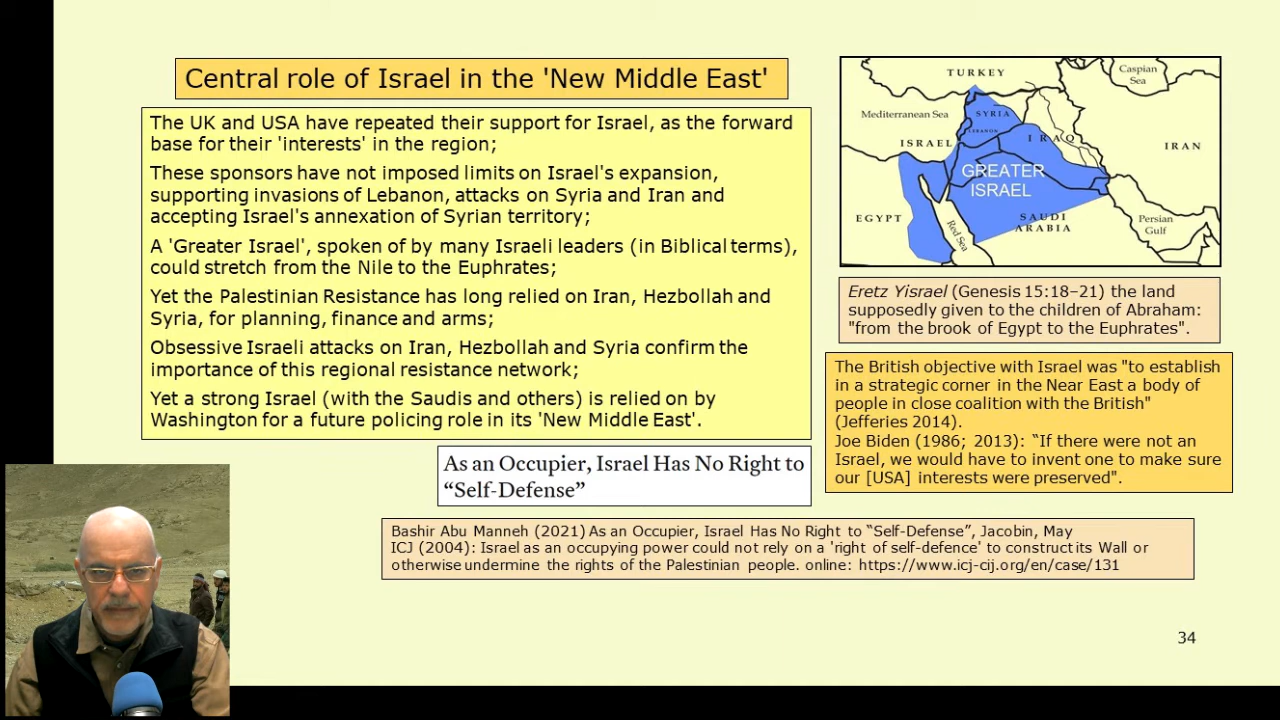 Central role of Israel in the 'New Middle East'
The UK and USA have repeated their support for Israel, as the forward
base for their 'interests' in the region;
These sponsors have not imposed limits on Israel's expansion,
supporting invasions of Lebanon, attacks on Syria and Iran and
accepting Israel's annexation of Syrian territory;
A 'Greater Israel', spoken of by many Israeli leaders (in Biblical terms),
could stretch from the Nile to the Euphrates;
Yet the Palestinian Resistance has long relied on Iran, Hezbollah and
Syria, for planning, finance and arms;
Obsessive Israeli attacks on Iran, Hezbollah and Syria confirm the
importance of this regional resistance network;
Yet a strong Israel (with the Saudis and others) is relied on by
Washington for a future policing role in its 'New Middle East'.
TURKEY
Caspian
Sea
Mediterranean Sea
SYRIA
LEBANON
ISRAEL
IRAQ
IRAN
GREATER
ISRAEL
EGYPT
SAUDI
ARABIA
Red Sea
Persian
Gulf
Eretz Yisrael (Genesis 15:18–21) the land
supposedly given to the children of Abraham:
"from the brook of Egypt to the Euphrates".
The British objective with Israel was "to establish
in a strategic corner in the Near East a body of
people in close coalition with the British"
(Jefferies 2014).
Joe Biden (1986; 2013): “If there were not an
Israel, we would have to invent one to make sure
our [USA] interests were preserved".
As an Occupier, Israel Has No Right to
“Self-Defense”
Bashir Abu Manneh (2021) As an Occupier, Israel Has No Right to “Self-Defense”, Jacobin, May
ICJ (2004): Israel as an occupying power could not rely on a 'right of self-defence' to construct its Wall or
otherwise undermine the rights of the Palestinian people. online: https://www.icj-cij.org/en/case/131
34